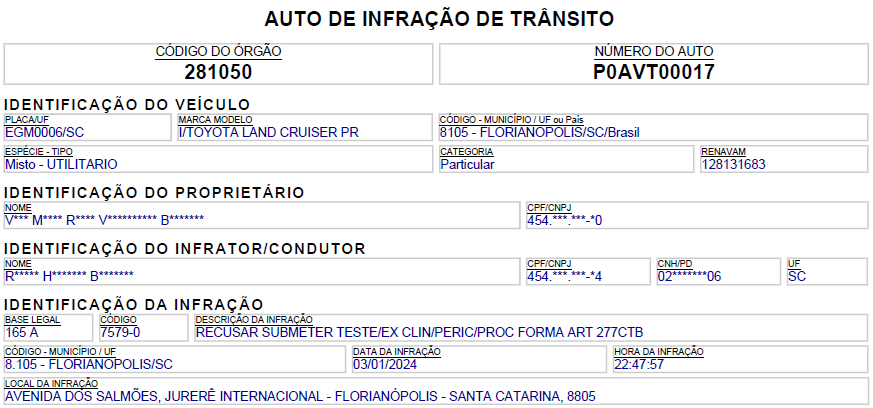 AUTO DE INFRAÇÃO DE TRÂNSITO
CÓDIGO DO ÓRGÃO
281050
NÚMERO DO AUTO
P0AVT00017
IDENTIFICAÇÃO DO VEÍCULO
PLACA/UF
EGM0006/SC
MARCA MODELO
I/TOYOTA LAND CRUISER PR
CÓDIGO - MUNICÍPIO / UF ou País
8105 - FLORIANOPOLIS/SC/Brasil
ESPÉCIE - TIPO
Misto - UTILITARIO
CATEGORIA
Particular
RENAVAM
128131683
IDENTIFICAÇÃO DO PROPRIETÁRIO
NOME
V*** M**** R**** V********** B*******
CPF/CNPJ
454.***.***-*0
IDENTIFICAÇÃO DO INFRATOR/CONDUTOR
NOME
R***** H******* B*******
CPF/CNPJ
454.***.***-*4
CNH/PD
02*******06
UF
SC
IDENTIFICAÇÃO DA INFRAÇÃO
BASE LEGAL
165 A
CÓDIGO
7579-0
DESCRIÇÃO DA INFRAÇÃO
RECUSAR SUBMETER TESTE/EX CLIN/PERIC/PROC FORMA ART 277CTB
CÓDIGO - MUNICÍPIO / UF
8.105 - FLORIANOPOLIS/SC
DATA DA INFRAÇÃO
03/01/2024
HORA DA INFRAÇÃO
22:47:57
LOCAL DA INFRAÇÃO
AVENIDA DOS SALMÕES, JURERÊ INTERNACIONAL - FLORIANÓPOLIS - SANTA CATARINA, 8805